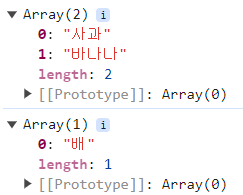 ▼ Array(2) i
0: "사과"
1: "바나나"
length: 2
▶ [[Prototype]]: Array(0)
▼ Array(1) i
0: "배"
length: 1
▶ [[Prototype]]: Array(0)